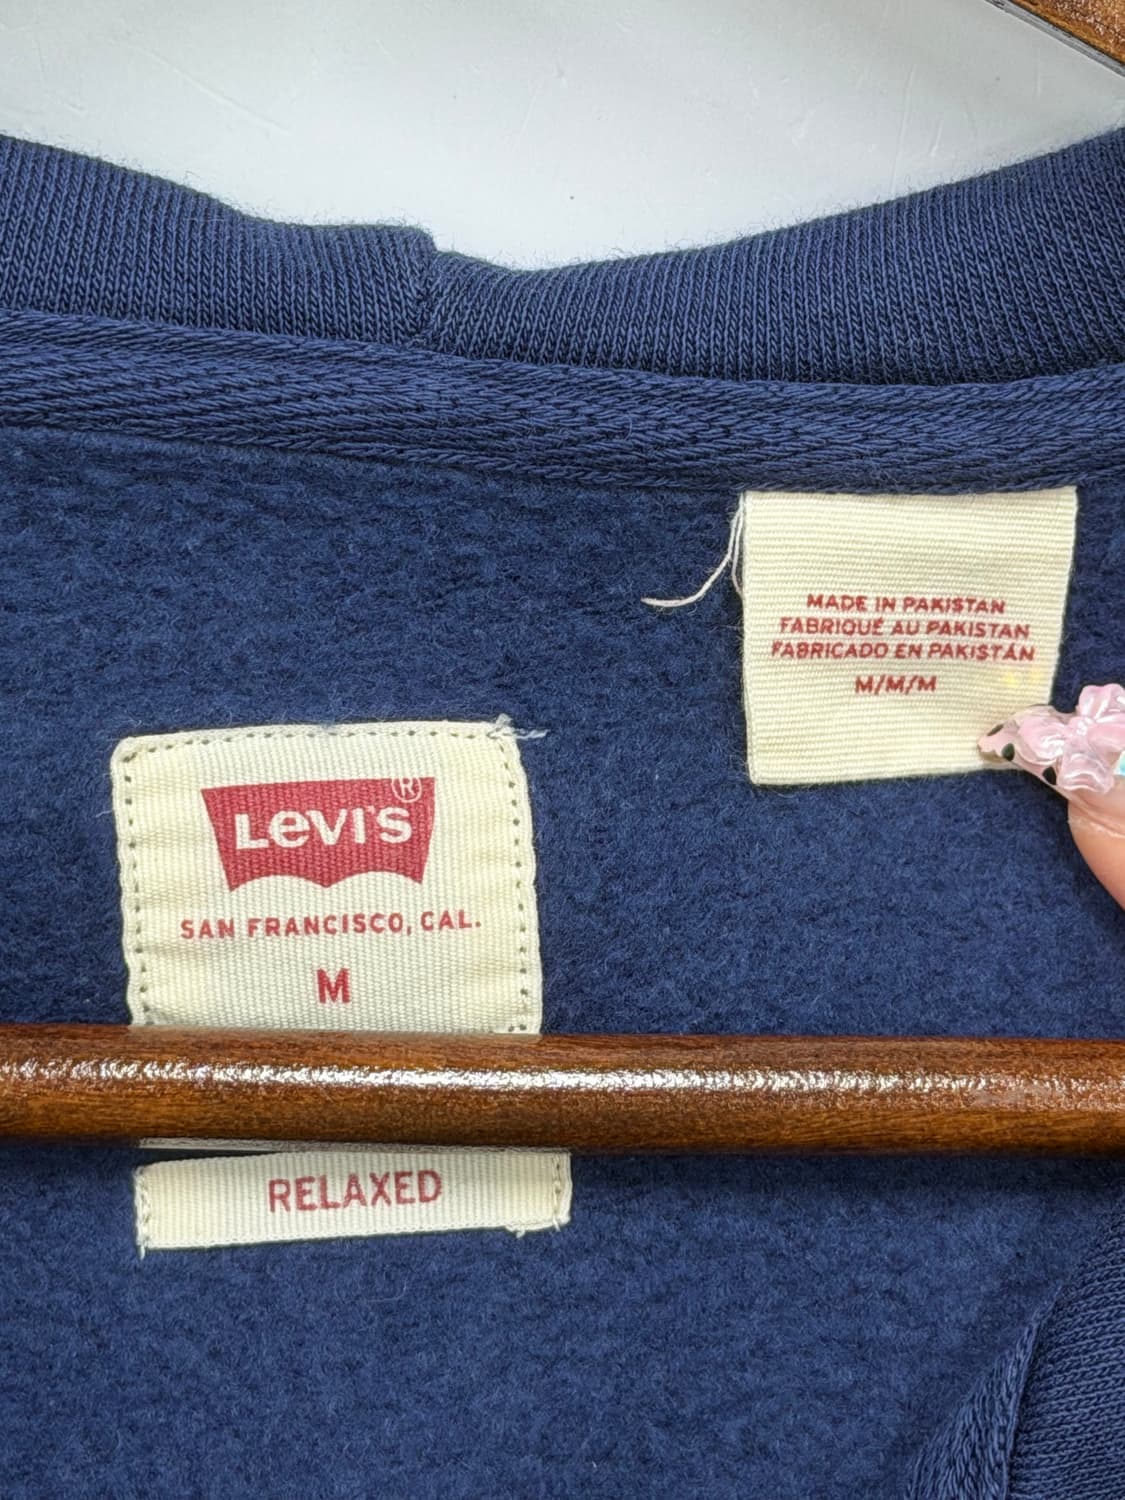 MADE IN PAKISTAN
FABRIQUÉ AU PAKISTAN
FABRICADO EN PAKISTÁN
M/M/M
LEVI'S®
SAN FRANCISCO, CAL.
M
RELAXED